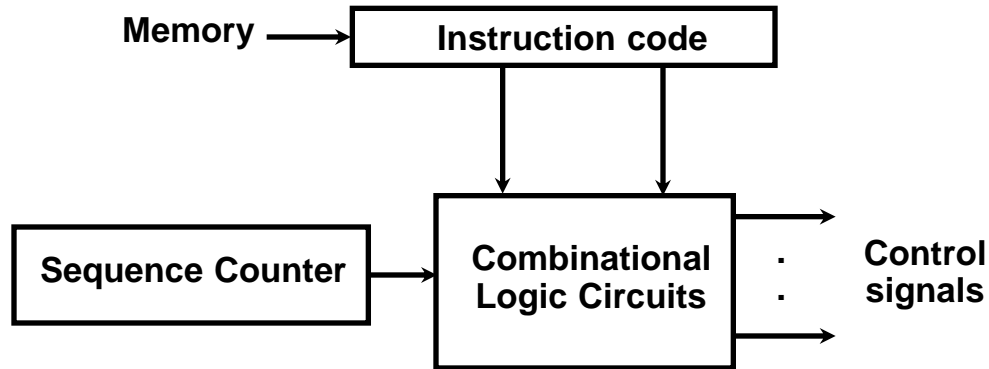 Memory
Instruction code
Sequence Counter
Combinational
Logic Circuits
Control
signals